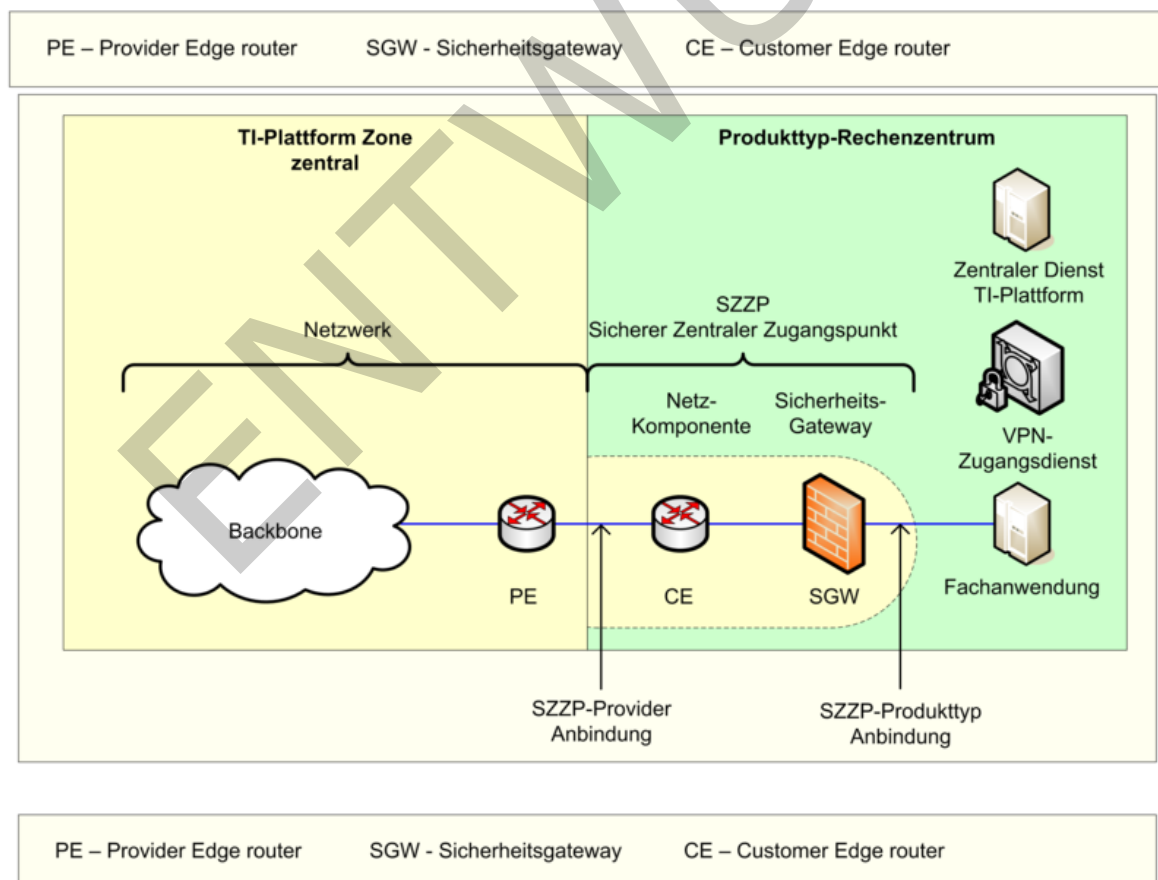 PE – Provider Edge router SGW - Sicherheitsgateway CE – Customer Edge router
TI-Plattform Zone
zentral
Produkttyp-Rechenzentrum
Zentraler Dienst
TI-Plattform
SZZP
Sicherer Zentraler Zugangspunkt
Netzwerk
Netz-
Komponente
Sicherheits-
Gateway
VPN-
Zugangsdienst
Backbone
PE
CE
SGW
Fachanwendung
SZZP-Provider
Anbindung
SZZP-Produkttyp
Anbindung
PE – Provider Edge router SGW - Sicherheitsgateway CE – Customer Edge router